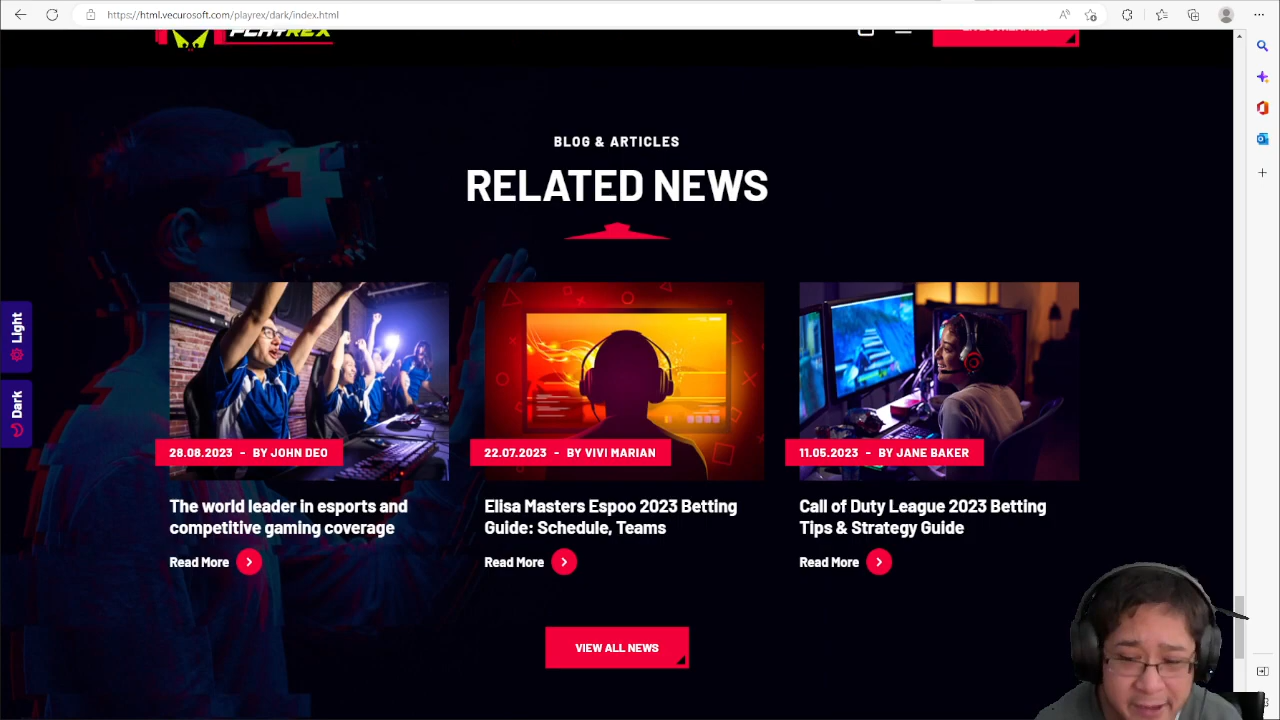 https://html.vecurosoft.com/playrex/dark/index.html
PLAYREX
BLOG & ARTICLES
RELATED NEWS
Light
Dark
28.08.2023 - BY JOHN DEO
22.07.2023 - BY VIVI MARIAN
11.05.2023 - BY JANE BAKER
The world leader in esports and
competitive gaming coverage
Read More
Elisa Masters Espoo 2023 Betting
Guide: Schedule, Teams
Read More
Call of Duty League 2023 Betting
Tips & Strategy Guide
Read More
VIEW ALL NEWS